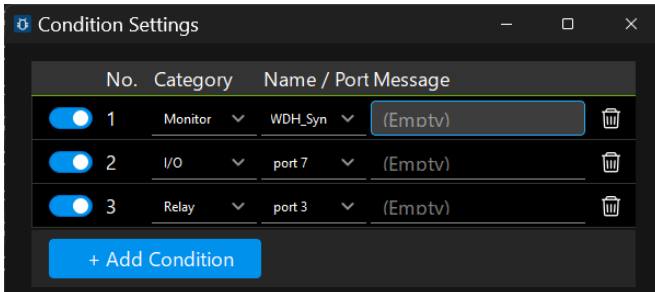 Condition Settings
No. Category Name / Port Message
1 Monitor WDH_Syn (Empty)
2 I/O port 7 (Empty)
3 Relay port 3 (Empty)
+ Add Condition